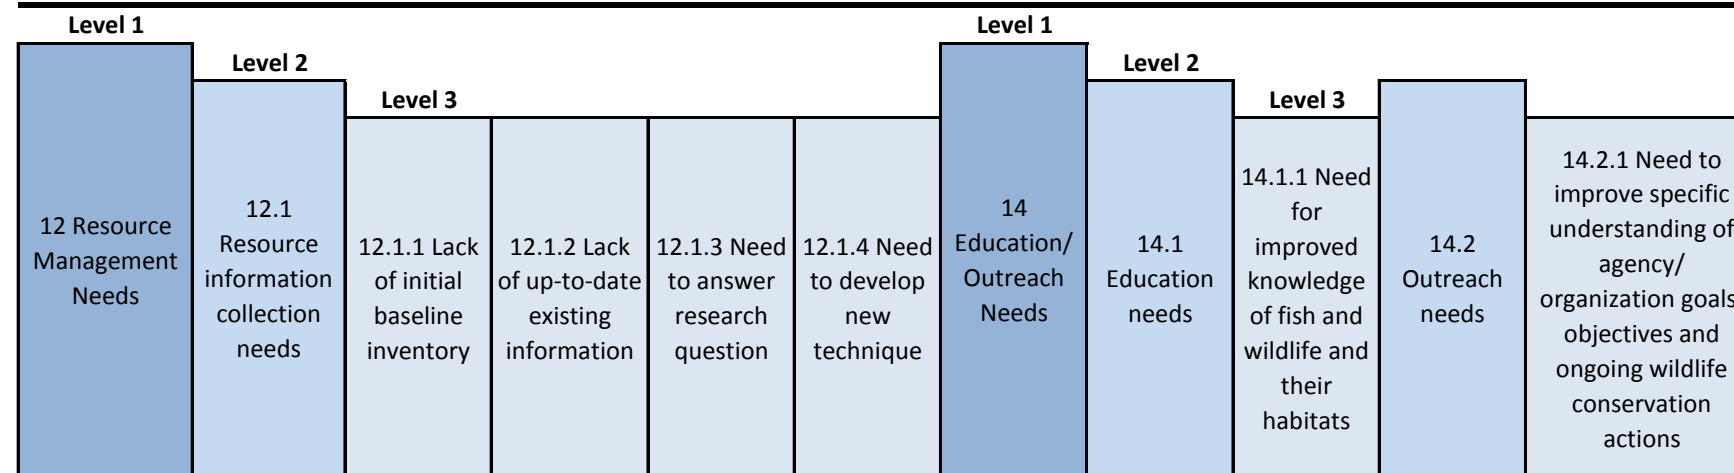 Level 1
Level 1
Level 2
Level 2
Level 3
Level 3
12 Resource
Management
Needs
12.1
Resource
information
collection
needs
12.1.1 Lack
of initial
baseline
inventory
12.1.2 Lack
of up-to-date
existing
information
12.1.3 Need
to answer
research
question
12.1.4 Need
to develop
new
technique
14
Education/
Outreach
Needs
14.1
Education
needs
14.1.1 Need
for
improved
knowledge
of fish and
wildlife and
their
habitats
14.2
Outreach
needs
14.2.1 Need to
improve specific
understanding of
agency/
organization goals
objectives and
ongoing wildlife
conservation
actions